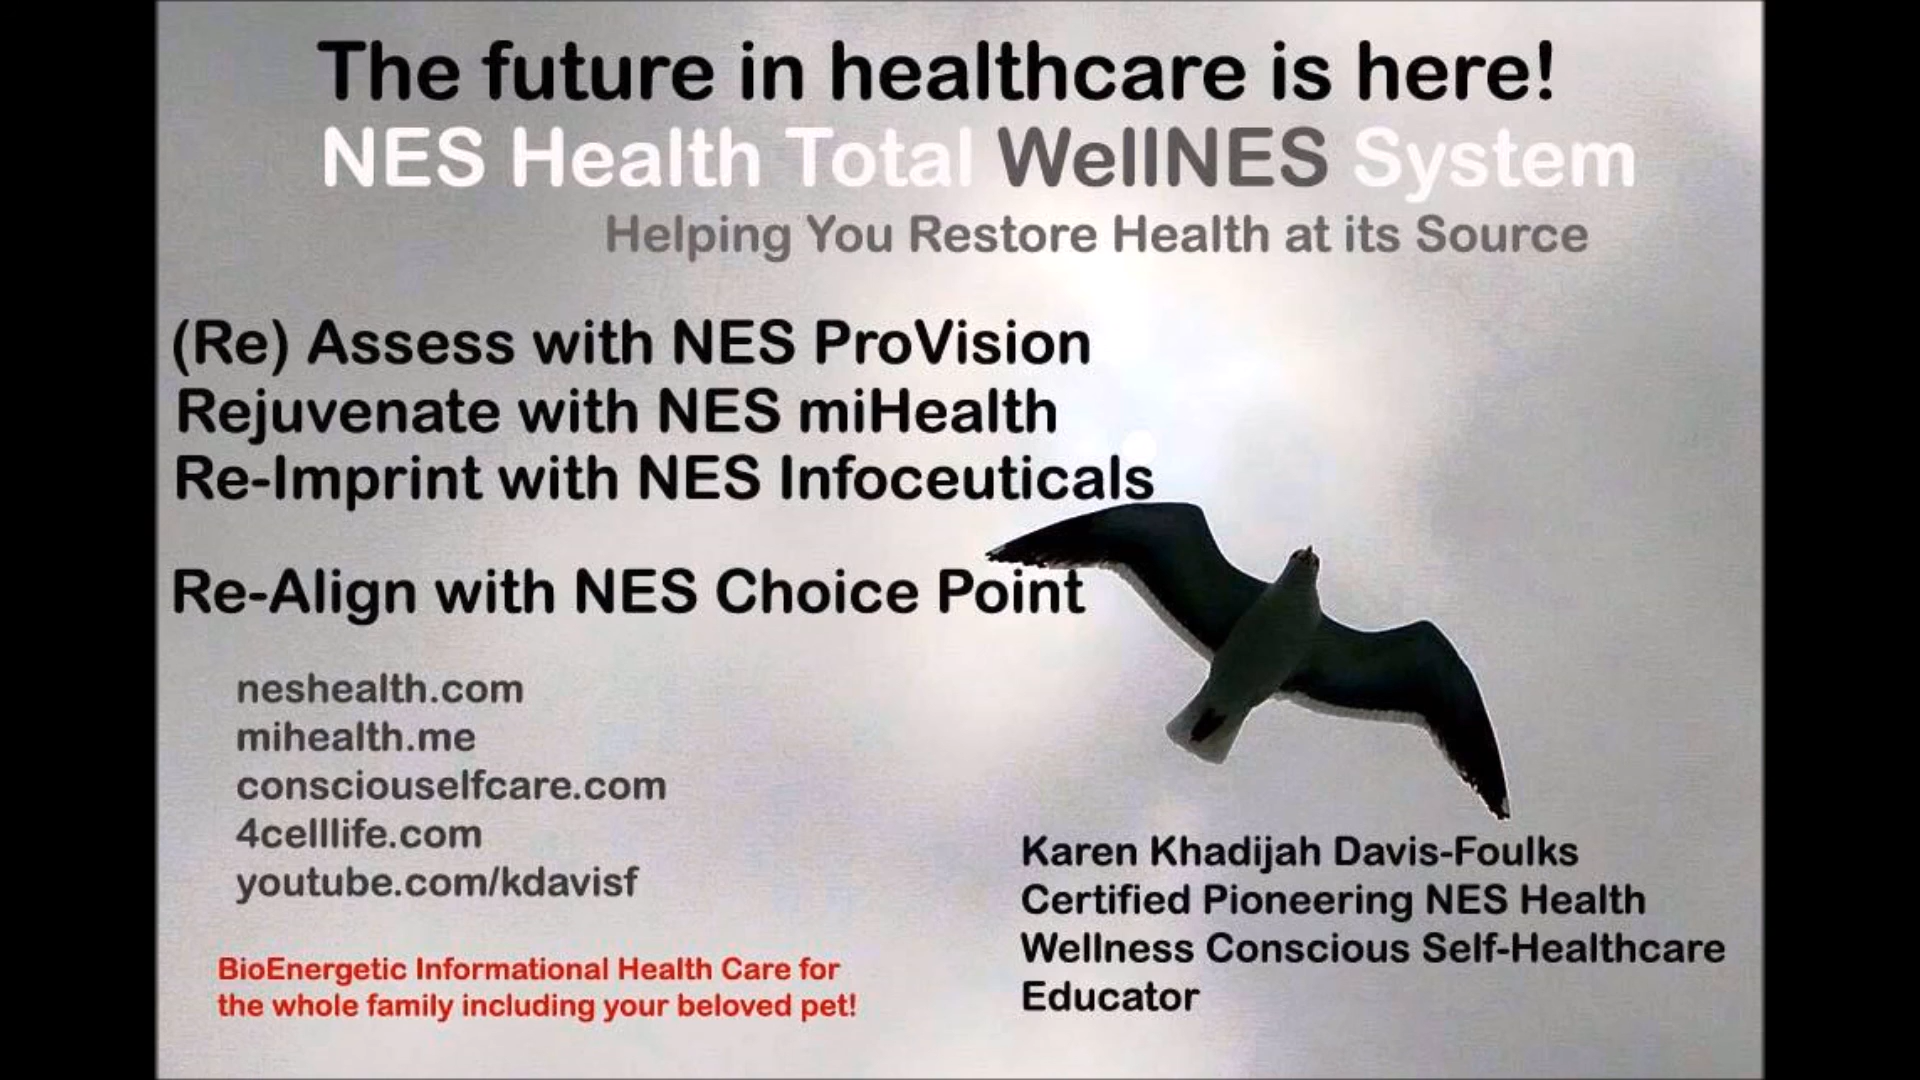 The future in healthcare is here!
NES Health Total WellNES System
Helping You Restore Health at its Source
(Re) Assess with NES ProVision
Rejuvenate with NES miHealth
Re-Imprint with NES Infoceuticals
Re-Align with NES Choice Point
neshealth.com
mihealth.me
consciouselfcare.com
4celllife.com
youtube.com/kdavisf
BioEnergetic Informational Health Care for
the whole family including your beloved pet!
Karen Khadijah Davis-Foulks
Certified Pioneering NES Health
Wellness Conscious Self-Healthcare
Educator